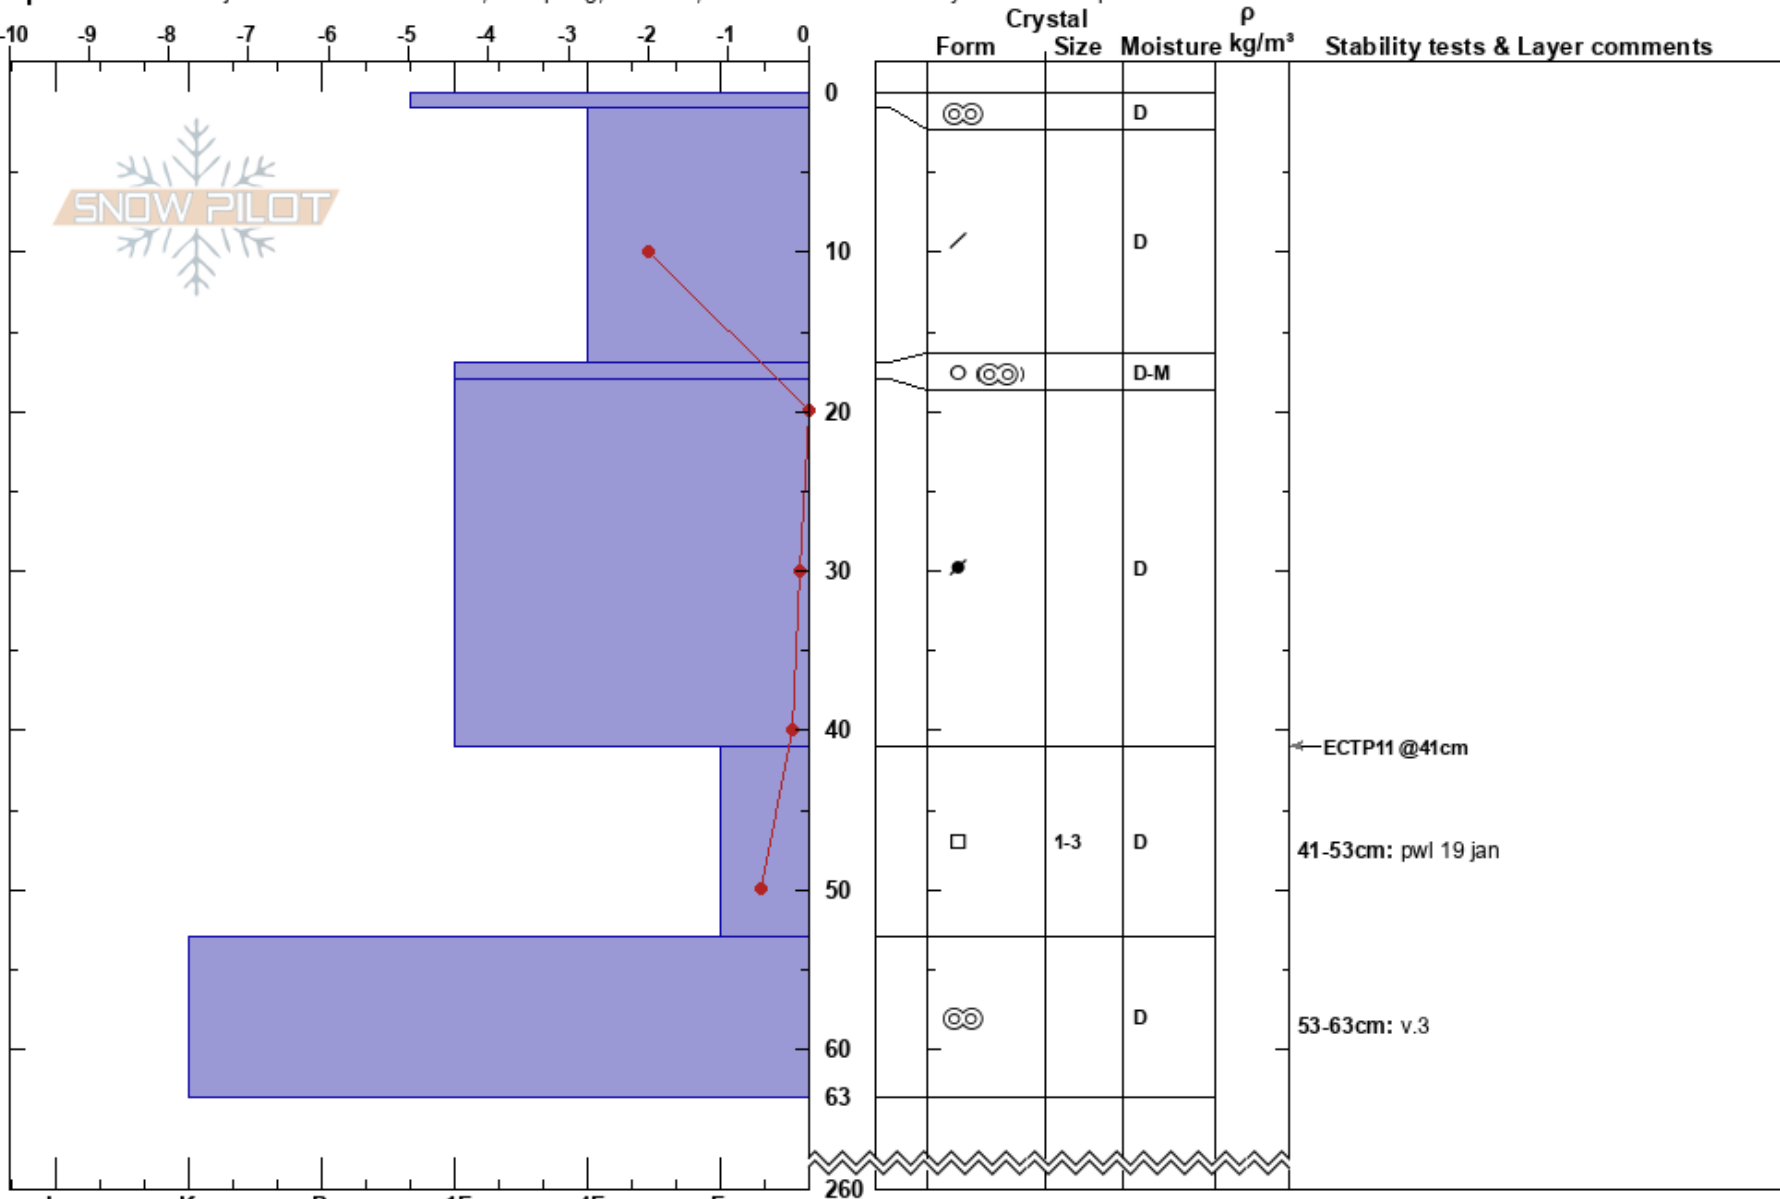 Crystal ρ
-10 -9 -8 -7 -6 -5 -4 -3 -2 -1 0
Form Size Moisture kg/m³ Stability tests & Layer comments
0
D
SNOW PILOT
10
D
D-M
20
30
D
40
ECTP11 @41cm
1-3 D
41-53cm: pwl 19 jan
50
D
53-63cm: v.3
60
63
260